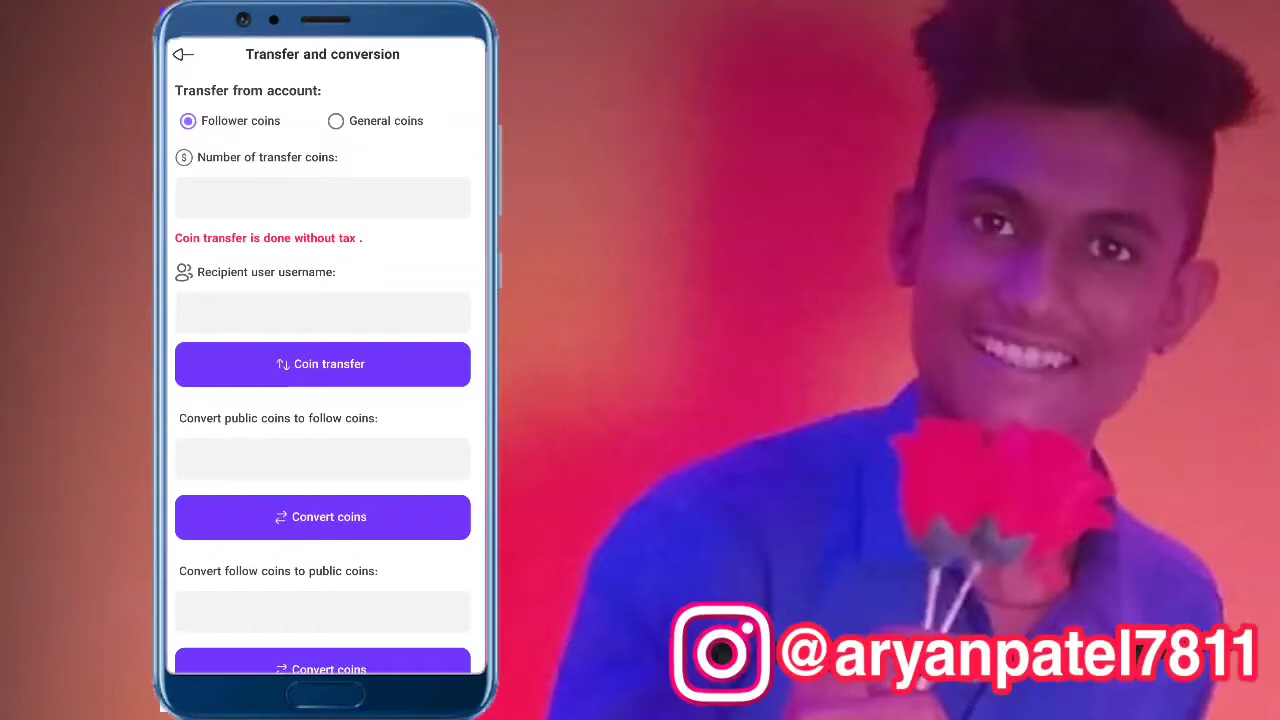 Transfer and conversion
Transfer from account:
Follower coins
General coins
Number of transfer coins:
Coin transfer is done without tax .
Recipient user username:
Coin transfer
Convert public coins to follow coins:
Convert coins
Convert follow coins to public coins:
Convert coins
@aryanpatel7811